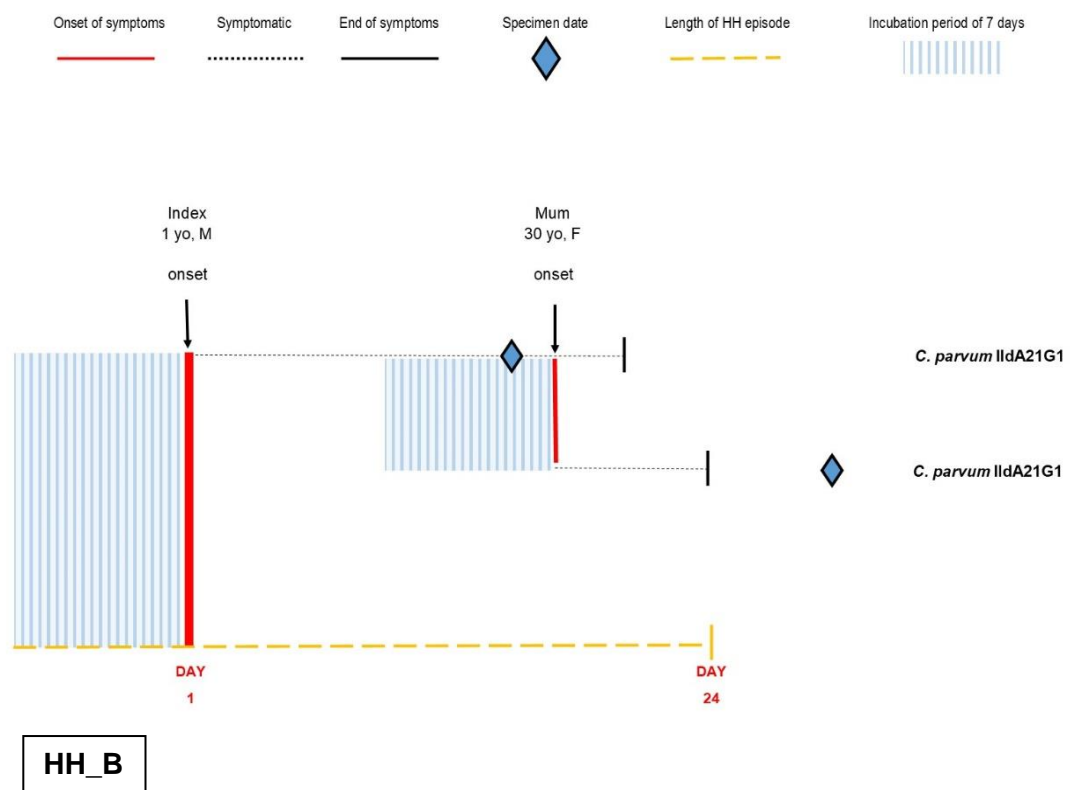 Onset of symptoms Symptomatic End of symptoms Specimen date Length of HH episode Incubation period of 7 days
Index
1 yo, M
onset
Mum
30 yo, F
onset
C. parvum IIdA21G1
C. parvum IIdA21G1
DAY
1
DAY
24
HH_B